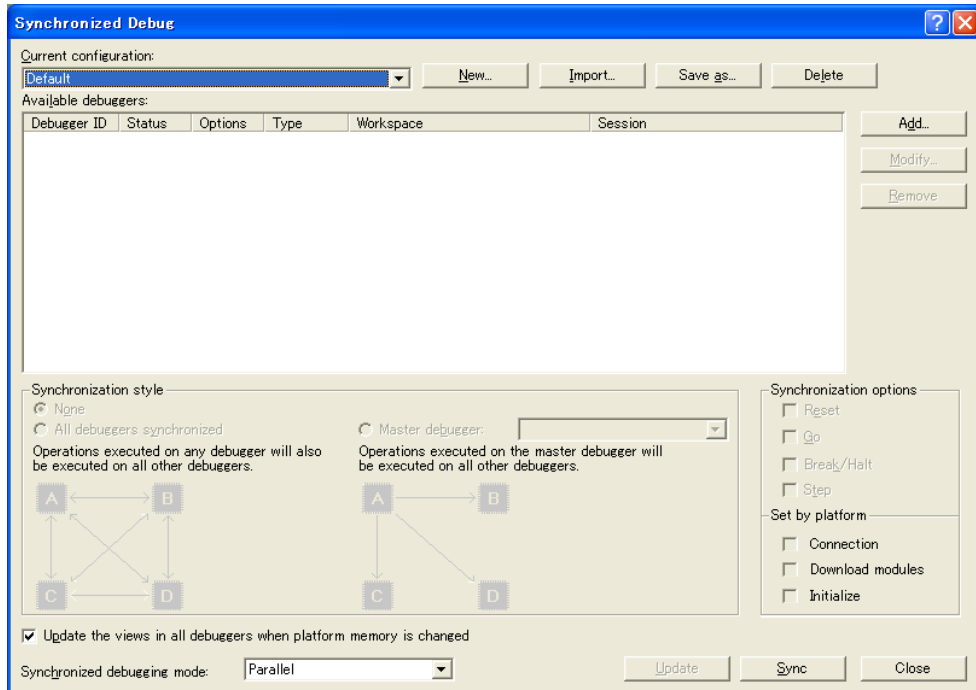 Synchronized Debug
Current configuration:
Default
New...
Import...
Save as...
Delete
Available debuggers:
Debugger ID Status Options Type Workspace Session
Add...
Modify...
Remove
Synchronization style
None
All debuggers synchronized
Operations executed on any debugger will also
be executed on all other debuggers.
A B
C D
Master debugger:
Operations executed on the master debugger will
be executed on all other debuggers.
A B
C D
Synchronization options
Reset
Go
Break/Halt
Step
Set by platform
Connection
Download modules
Initialize
Update the views in all debuggers when platform memory is changed
Synchronized debugging mode:
Parallel
Update
Sync
Close